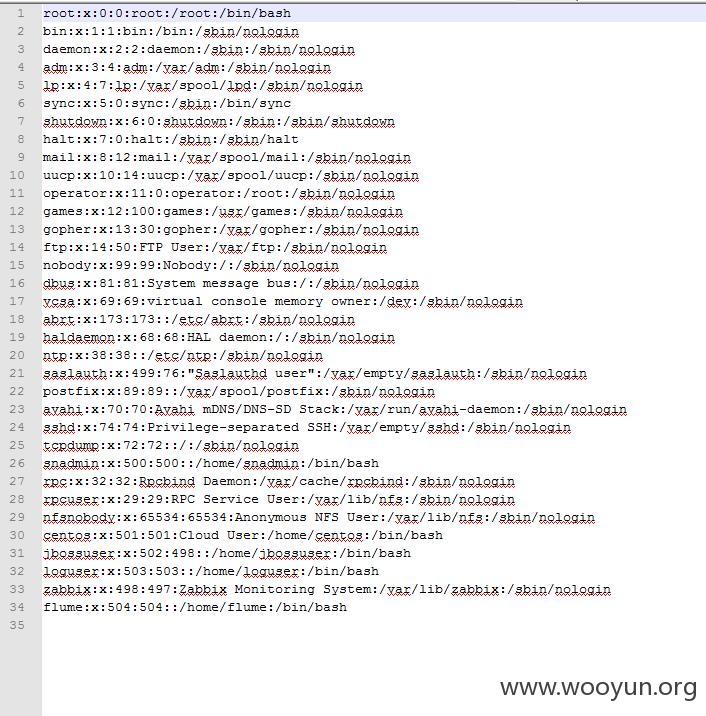 1 root:x:0:0:root:/root:/bin/bash
2 bin:x:1:1:bin:/bin:/sbin/nologin
3 daemon:x:2:2:daemon:/sbin:/sbin/nologin
4 adm:x:3:4:adm:/var/adm:/sbin/nologin
5 lp:x:4:7:lp:/var/spool/lpd:/sbin/nologin
6 sync:x:5:0:sync:/sbin:/bin/sync
7 shutdown:x:6:0:shutdown:/sbin:/sbin/shutdown
8 halt:x:7:0:halt:/sbin:/sbin/halt
9 mail:x:8:12:mail:/var/spool/mail:/sbin/nologin
10 uucp:x:10:14:uucp:/var/spool/uucp:/sbin/nologin
11 operator:x:11:0:operator:/root:/sbin/nologin
12 games:x:12:100:games:/usr/games:/sbin/nologin
13 gopher:x:13:30:gopher:/var/gopher:/sbin/nologin
14 ftp:x:14:50:FTP User:/var/ftp:/sbin/nologin
15 nobody:x:99:99:Nobody:/:/sbin/nologin
16 dbus:x:81:81:System message bus:/:/sbin/nologin
17 vcsa:x:69:69:virtual console memory owner:/dev:/sbin/nologin
18 abrt:x:173:173::/etc/abrt:/sbin/nologin
19 haldaemon:x:68:68:HAL daemon:/:/sbin/nologin
20 ntp:x:38:38::/etc/ntp:/sbin/nologin
21 saslauth:x:499:76:"Saslauthd user":/var/empty/saslauth:/sbin/nologin
22 postfix:x:89:89::/var/spool/postfix:/sbin/nologin
23 avahi:x:70:70:Avahi mDNS/DNS-SD Stack:/var/run/avahi-daemon:/sbin/nologin
24 sshd:x:74:74:Privilege-separated SSH:/var/empty/sshd:/sbin/nologin
25 tcpdump:x:72:72::/:/sbin/nologin
26 snadmin:x:500:500::/home/snadmin:/bin/bash
27 rpc:x:32:32:Rpcbind Daemon:/var/cache/rpcbind:/sbin/nologin
28 rpcuser:x:29:29:RPC Service User:/var/lib/nfs:/sbin/nologin
29 nfsnobody:x:65534:65534:Anonymous NFS User:/var/lib/nfs:/sbin/nologin
30 centos:x:501:501:Cloud User:/home/centos:/bin/bash
31 jbossuser:x:502:498::/home/jbossuser:/bin/bash
32 loguser:x:503:503::/home/loguser:/bin/bash
33 zabbix:x:498:497:Zabbix Monitoring System:/var/lib/zabbix:/sbin/nologin
34 flume:x:504:504::/home/flume:/bin/bash
35
www.wooyun.org